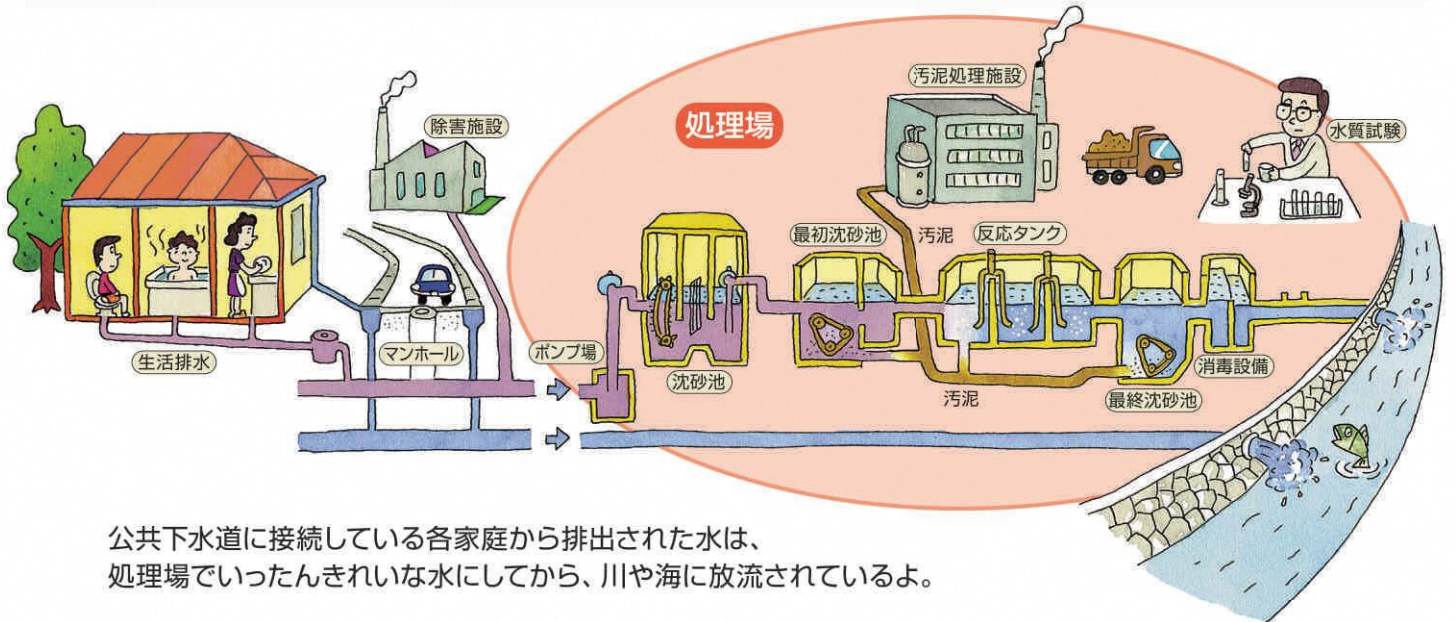 処理場
汚泥処理施設
水質試験
除害施設
最初沈砂池
汚泥
反応タンク
生活排水
マンホール
ポンプ場
沈砂池
汚泥
最終沈砂池
消毒設備
公共下水道に接続している各家庭から排出された水は、
処理場でいったんきれいな水にしてから、川や海に放流されているよ。